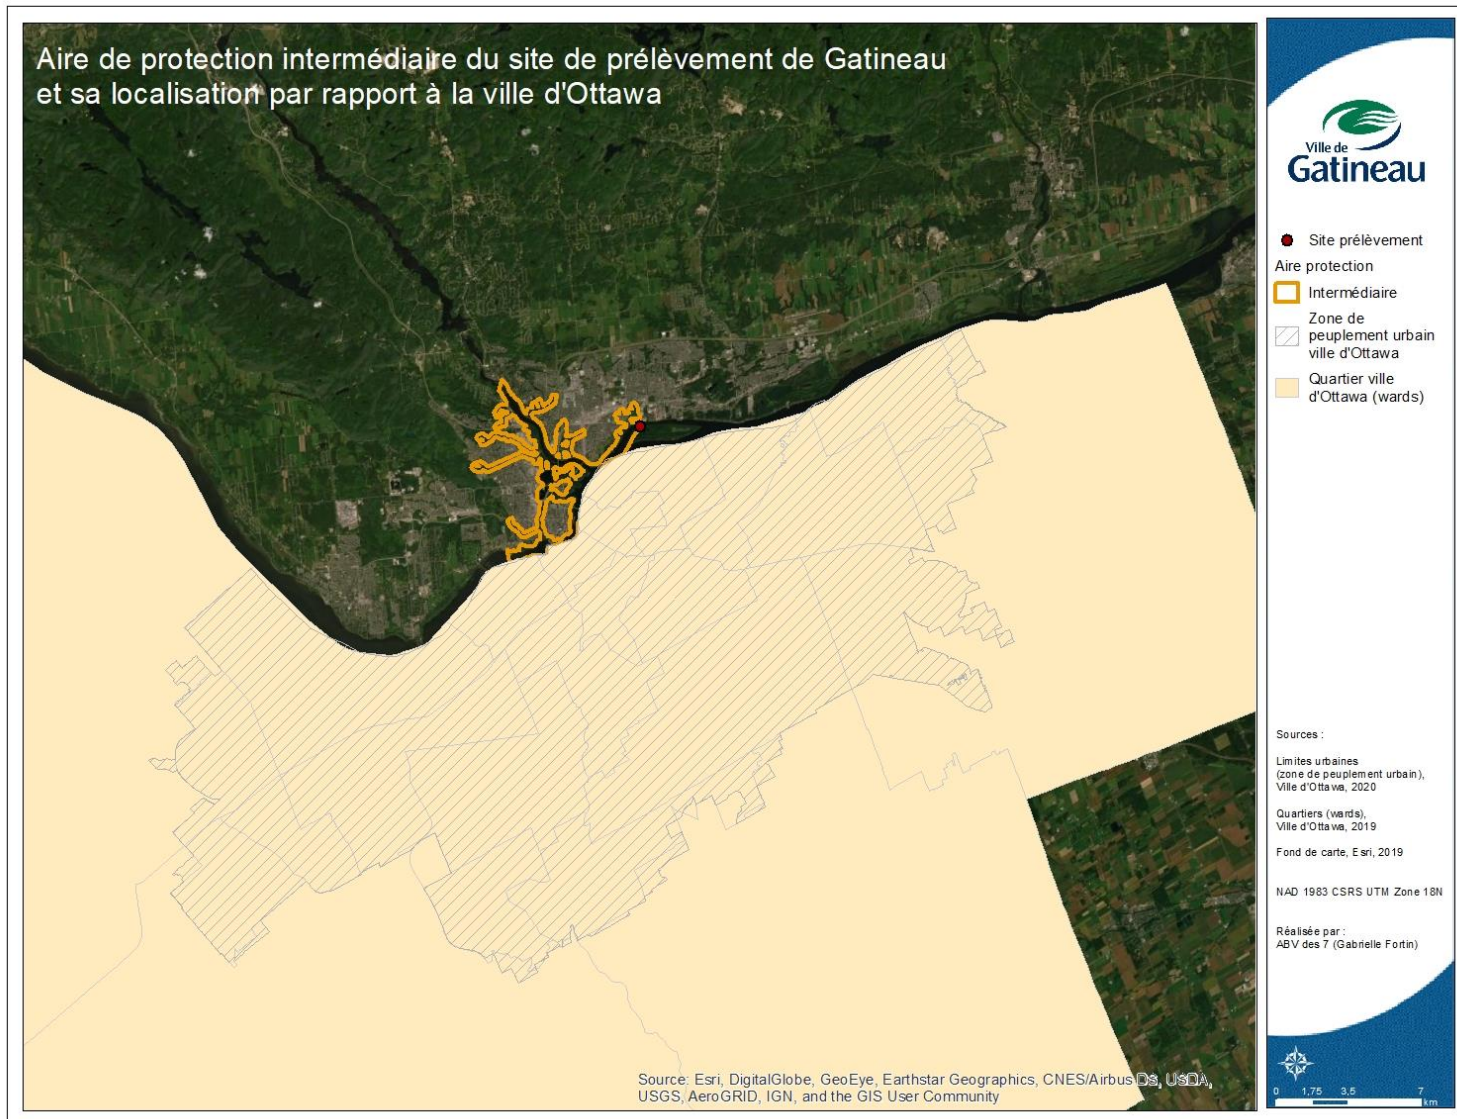 Aire de protection intermédiaire du site de prélèvement de Gatineau
et sa localisation par rapport à la ville d'Ottawa
Ville de
Gatineau
Site prélèvement
Aire protection
Intermédiaire
Zone de
peuplement urbain
ville d'Ottawa
Quartier ville
d'Ottawa (wards)
Sources :
Limites urbaines
(zone de peuplement urbain),
Ville d'Ottawa, 2020
Quartiers (wards),
Ville d'Ottawa, 2019
Fond de carte, Esri, 2019
NAD 1983 CSRS UTM Zone 18N
Réalisée par :
ABV des 7 (Gabrielle Fortin)
0 1,75 3,5 7
km
Source: Esri, DigitalGlobe, GeoEye, Earthstar Geographics, CNES/Airbus DS, USDA,
USGS, AeroGRID, IGN, and the GIS User Community